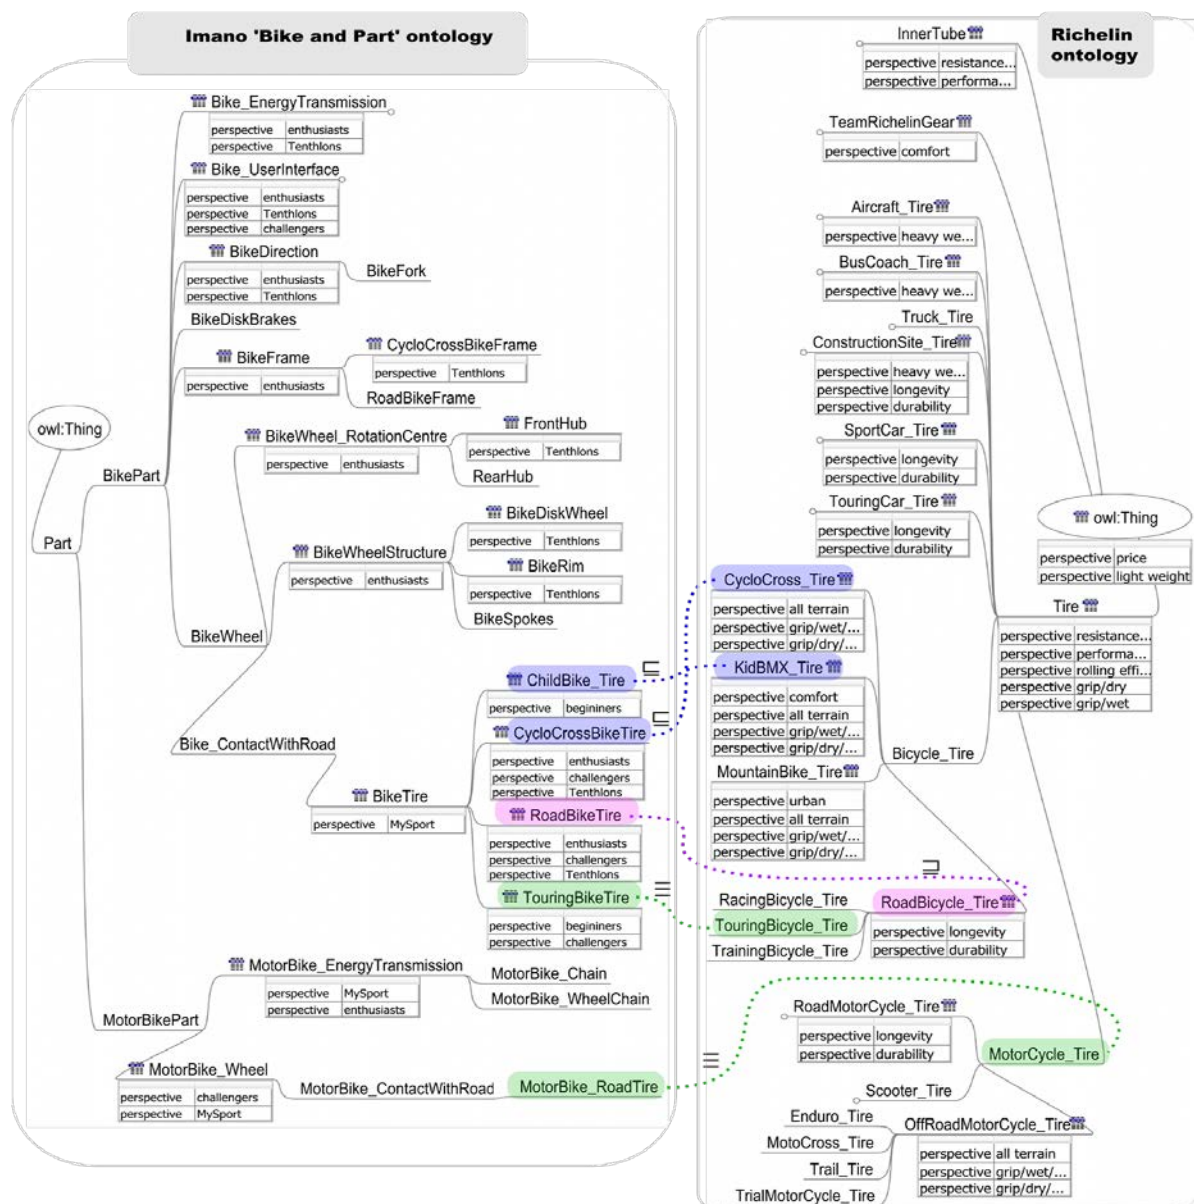 Imano 'Bike and Part' ontology
Bike_EnergyTransmission
perspective enthusiasts
perspective Tenthlons
Bike_UserInterface
perspective enthusiasts
perspective Tenthlons
perspective challengers
BikeDirection
perspective enthusiasts
perspective Tenthlons
BikeFork
BikeDiskBrakes
BikeFrame
perspective enthusiasts
CycloCrossBikeFrame
perspective Tenthlons
RoadBikeFrame
owl:Thing
Part
BikePart
BikeWheel_RotationCentre
perspective enthusiasts
FrontHub
perspective Tenthlons
RearHub
BikeWheelStructure
perspective enthusiasts
BikeDiskWheel
perspective Tenthlons
BikeRim
perspective Tenthlons
BikeSpokes
BikeWheel
Bike_ContactWithRoad
BikeTire
perspective MySport
ChildBike_Tire
perspective begininers
CycloCrossBikeTire
perspective enthusiasts
perspective challengers
perspective Tenthlons
RoadBikeTire
perspective enthusiasts
perspective challengers
perspective Tenthlons
TouringBikeTire
perspective begininers
perspective challengers
MotorBikePart
MotorBike_EnergyTransmission
perspective MySport
perspective enthusiasts
MotorBike_Chain
MotorBike_WheelChain
MotorBike_Wheel
perspective challengers
perspective MySport
MotorBike_ContactWithRoad
MotorBike_RoadTire
⊑
⊑
⊒
≡
≡
Richelin
ontology
InnerTube
perspective resistance...
perspective performa...
TeamRichelinGear
perspective comfort
Aircraft_Tire
perspective heavy we...
BusCoach_Tire
perspective heavy we...
Truck_Tire
ConstructionSite_Tire
perspective heavy we...
perspective longevity
perspective durability
SportCar_Tire
perspective longevity
perspective durability
TouringCar_Tire
perspective longevity
perspective durability
owl:Thing
perspective price
perspective light weight
Tire
perspective resistance...
perspective performa...
perspective rolling effi...
perspective grip/dry
perspective grip/wet
CycloCross_Tire
perspective all terrain
perspective grip/wet/...
perspective grip/dry/...
KidBMX_Tire
perspective comfort
perspective all terrain
perspective grip/wet/...
perspective grip/dry/...
Bicycle_Tire
MountainBike_Tire
perspective urban
perspective all terrain
perspective grip/wet/...
perspective grip/dry/...
RacingBicycle_Tire
TouringBicycle_Tire
TrainingBicycle_Tire
RoadBicycle_Tire
perspective longevity
perspective durability
RoadMotorCycle_Tire
perspective longevity
perspective durability
MotorCycle_Tire
Scooter_Tire
Enduro_Tire
MotoCross_Tire
Trail_Tire
TrialMotorCycle_Tire
OffRoadMotorCycle_Tire
perspective all terrain
perspective grip/wet/...
perspective grip/dry/...